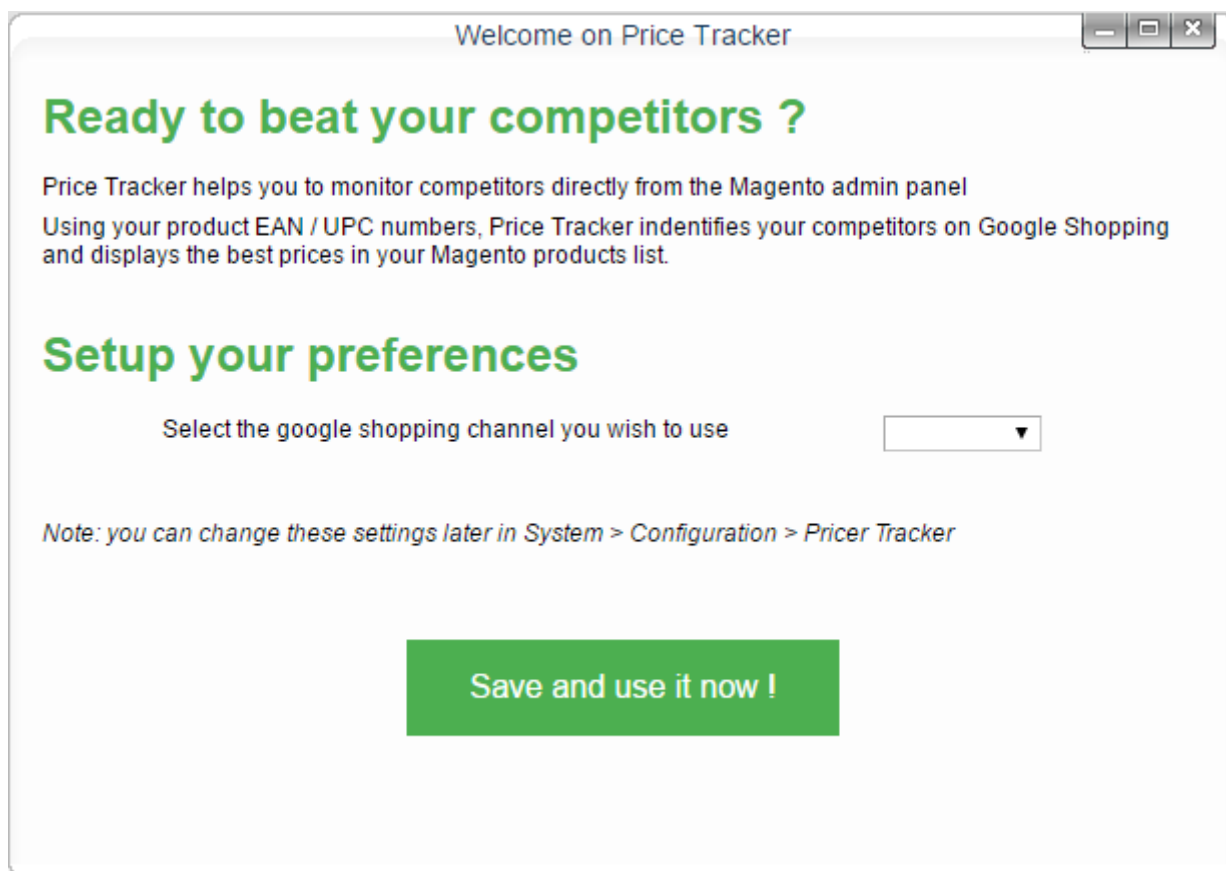 Welcome on Price Tracker
Ready to beat your competitors ?
Price Tracker helps you to monitor competitors directly from the Magento admin panel
Using your product EAN / UPC numbers, Price Tracker indentifies your competitors on Google Shopping
and displays the best prices in your Magento products list.
Setup your preferences
Select the google shopping channel you wish to use
Note: you can change these settings later in System > Configuration > Pricer Tracker
Save and use it now !